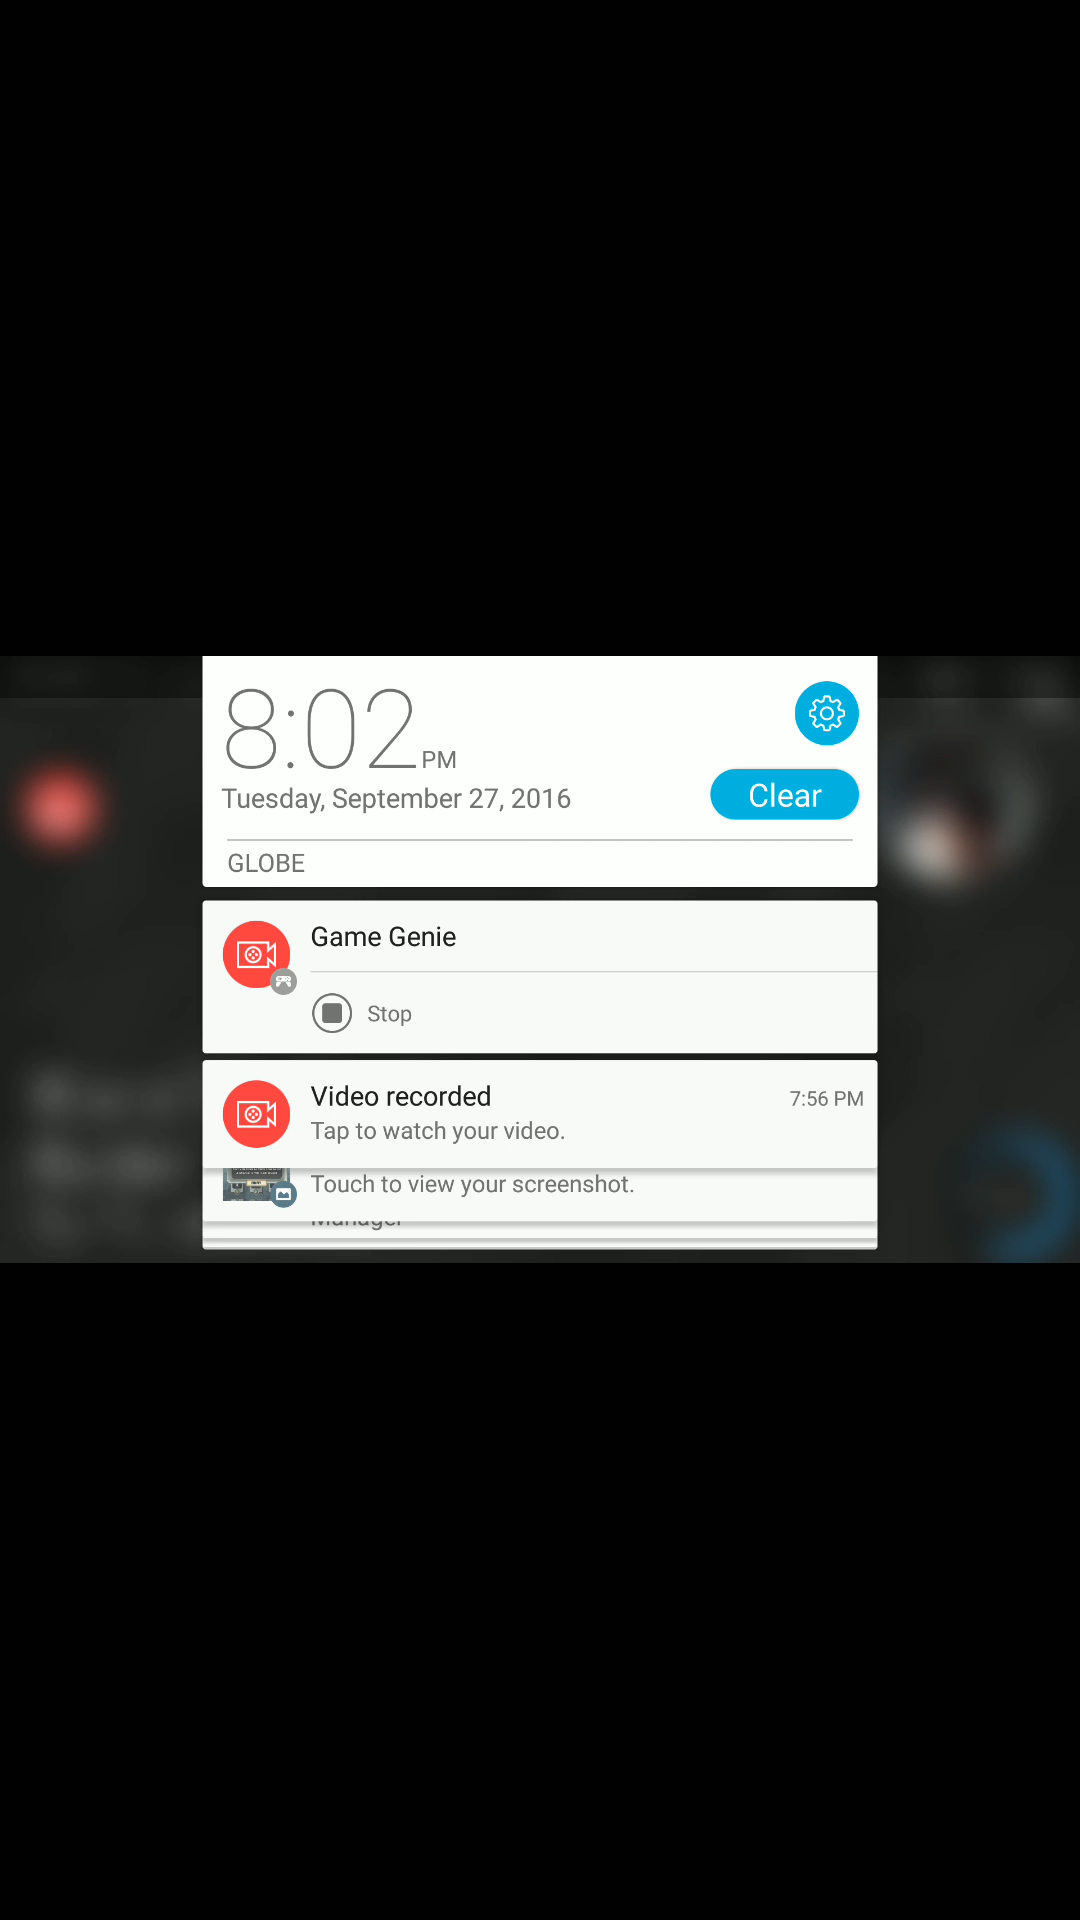 8:02 PM
Tuesday, September 27, 2016
Clear
GLOBE
Game Genie
Stop
Video recorded
7:56 PM
Tap to watch your video.
Touch to view your screenshot.
Manager